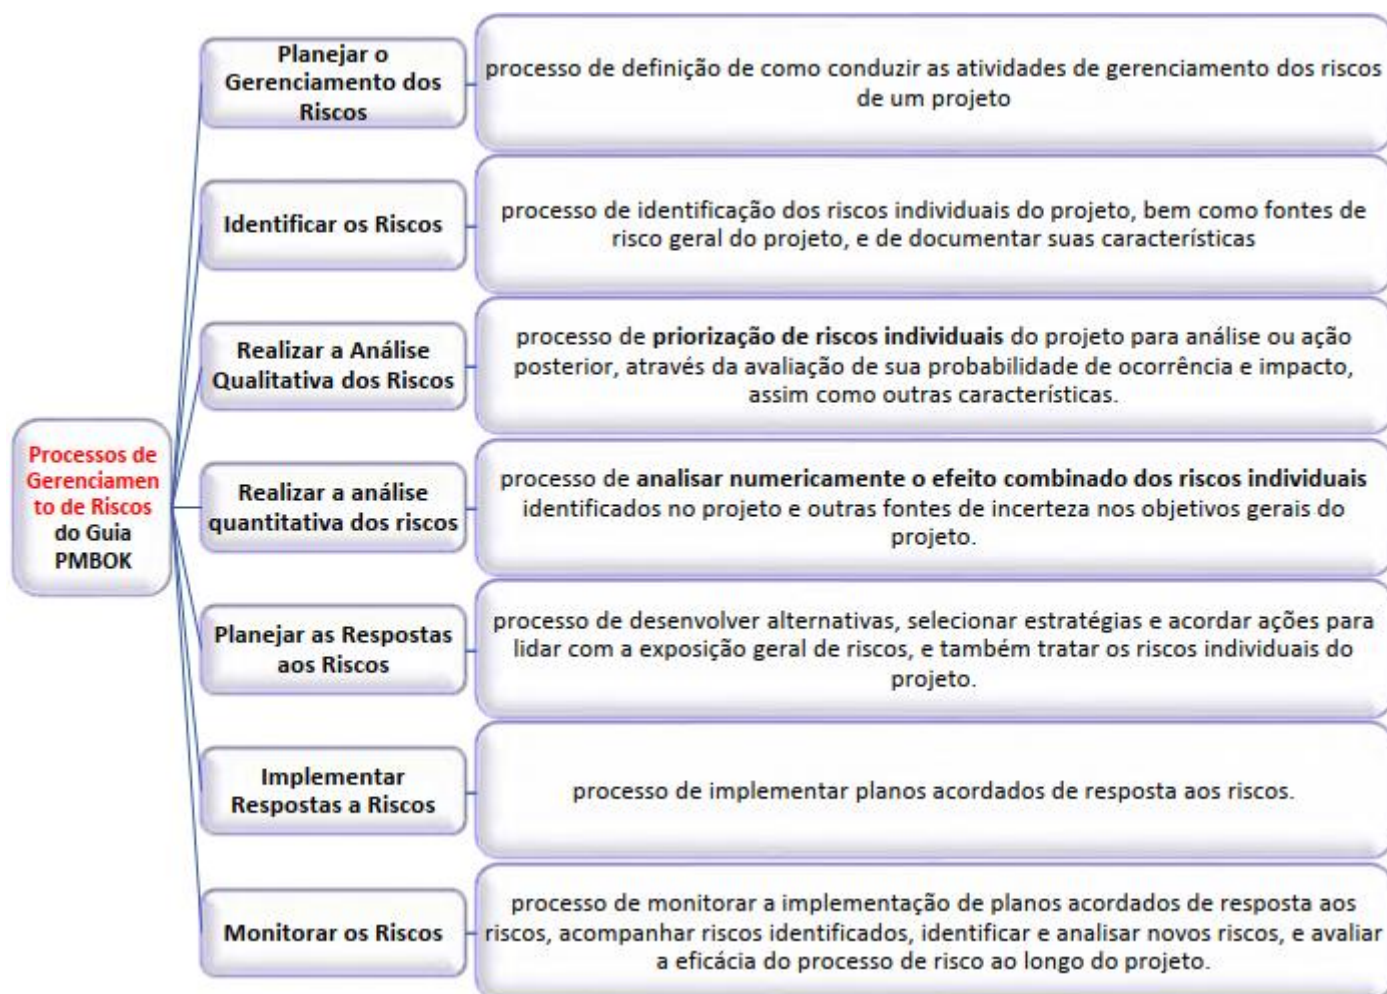 Processos de
Gerenciamen
to de Riscos
do Guia
PMBOK
Planejar o
Gerenciamento dos
Riscos
processo de definição de como conduzir as atividades de gerenciamento dos riscos
de um projeto
Identificar os Riscos
processo de identificação dos riscos individuais do projeto, bem como fontes de
risco geral do projeto, e de documentar suas características
Realizar a Análise
Qualitativa dos Riscos
processo de priorização de riscos individuais do projeto para análise ou ação
posterior, através da avaliação de sua probabilidade de ocorrência e impacto,
assim como outras características.
Realizar a análise
quantitativa dos riscos
processo de analisar numericamente o efeito combinado dos riscos individuais
identificados no projeto e outras fontes de incerteza nos objetivos gerais do
projeto.
Planejar as Respostas
aos Riscos
processo de desenvolver alternativas, selecionar estratégias e acordar ações para
lidar com a exposição geral de riscos, e também tratar os riscos individuais do
projeto.
Implementar
Respostas a Riscos
processo de implementar planos acordados de resposta aos riscos.
Monitorar os Riscos
processo de monitorar a implementação de planos acordados de resposta aos
riscos, acompanhar riscos identificados, identificar e analisar novos riscos, e avaliar
a eficácia do processo de risco ao longo do projeto.